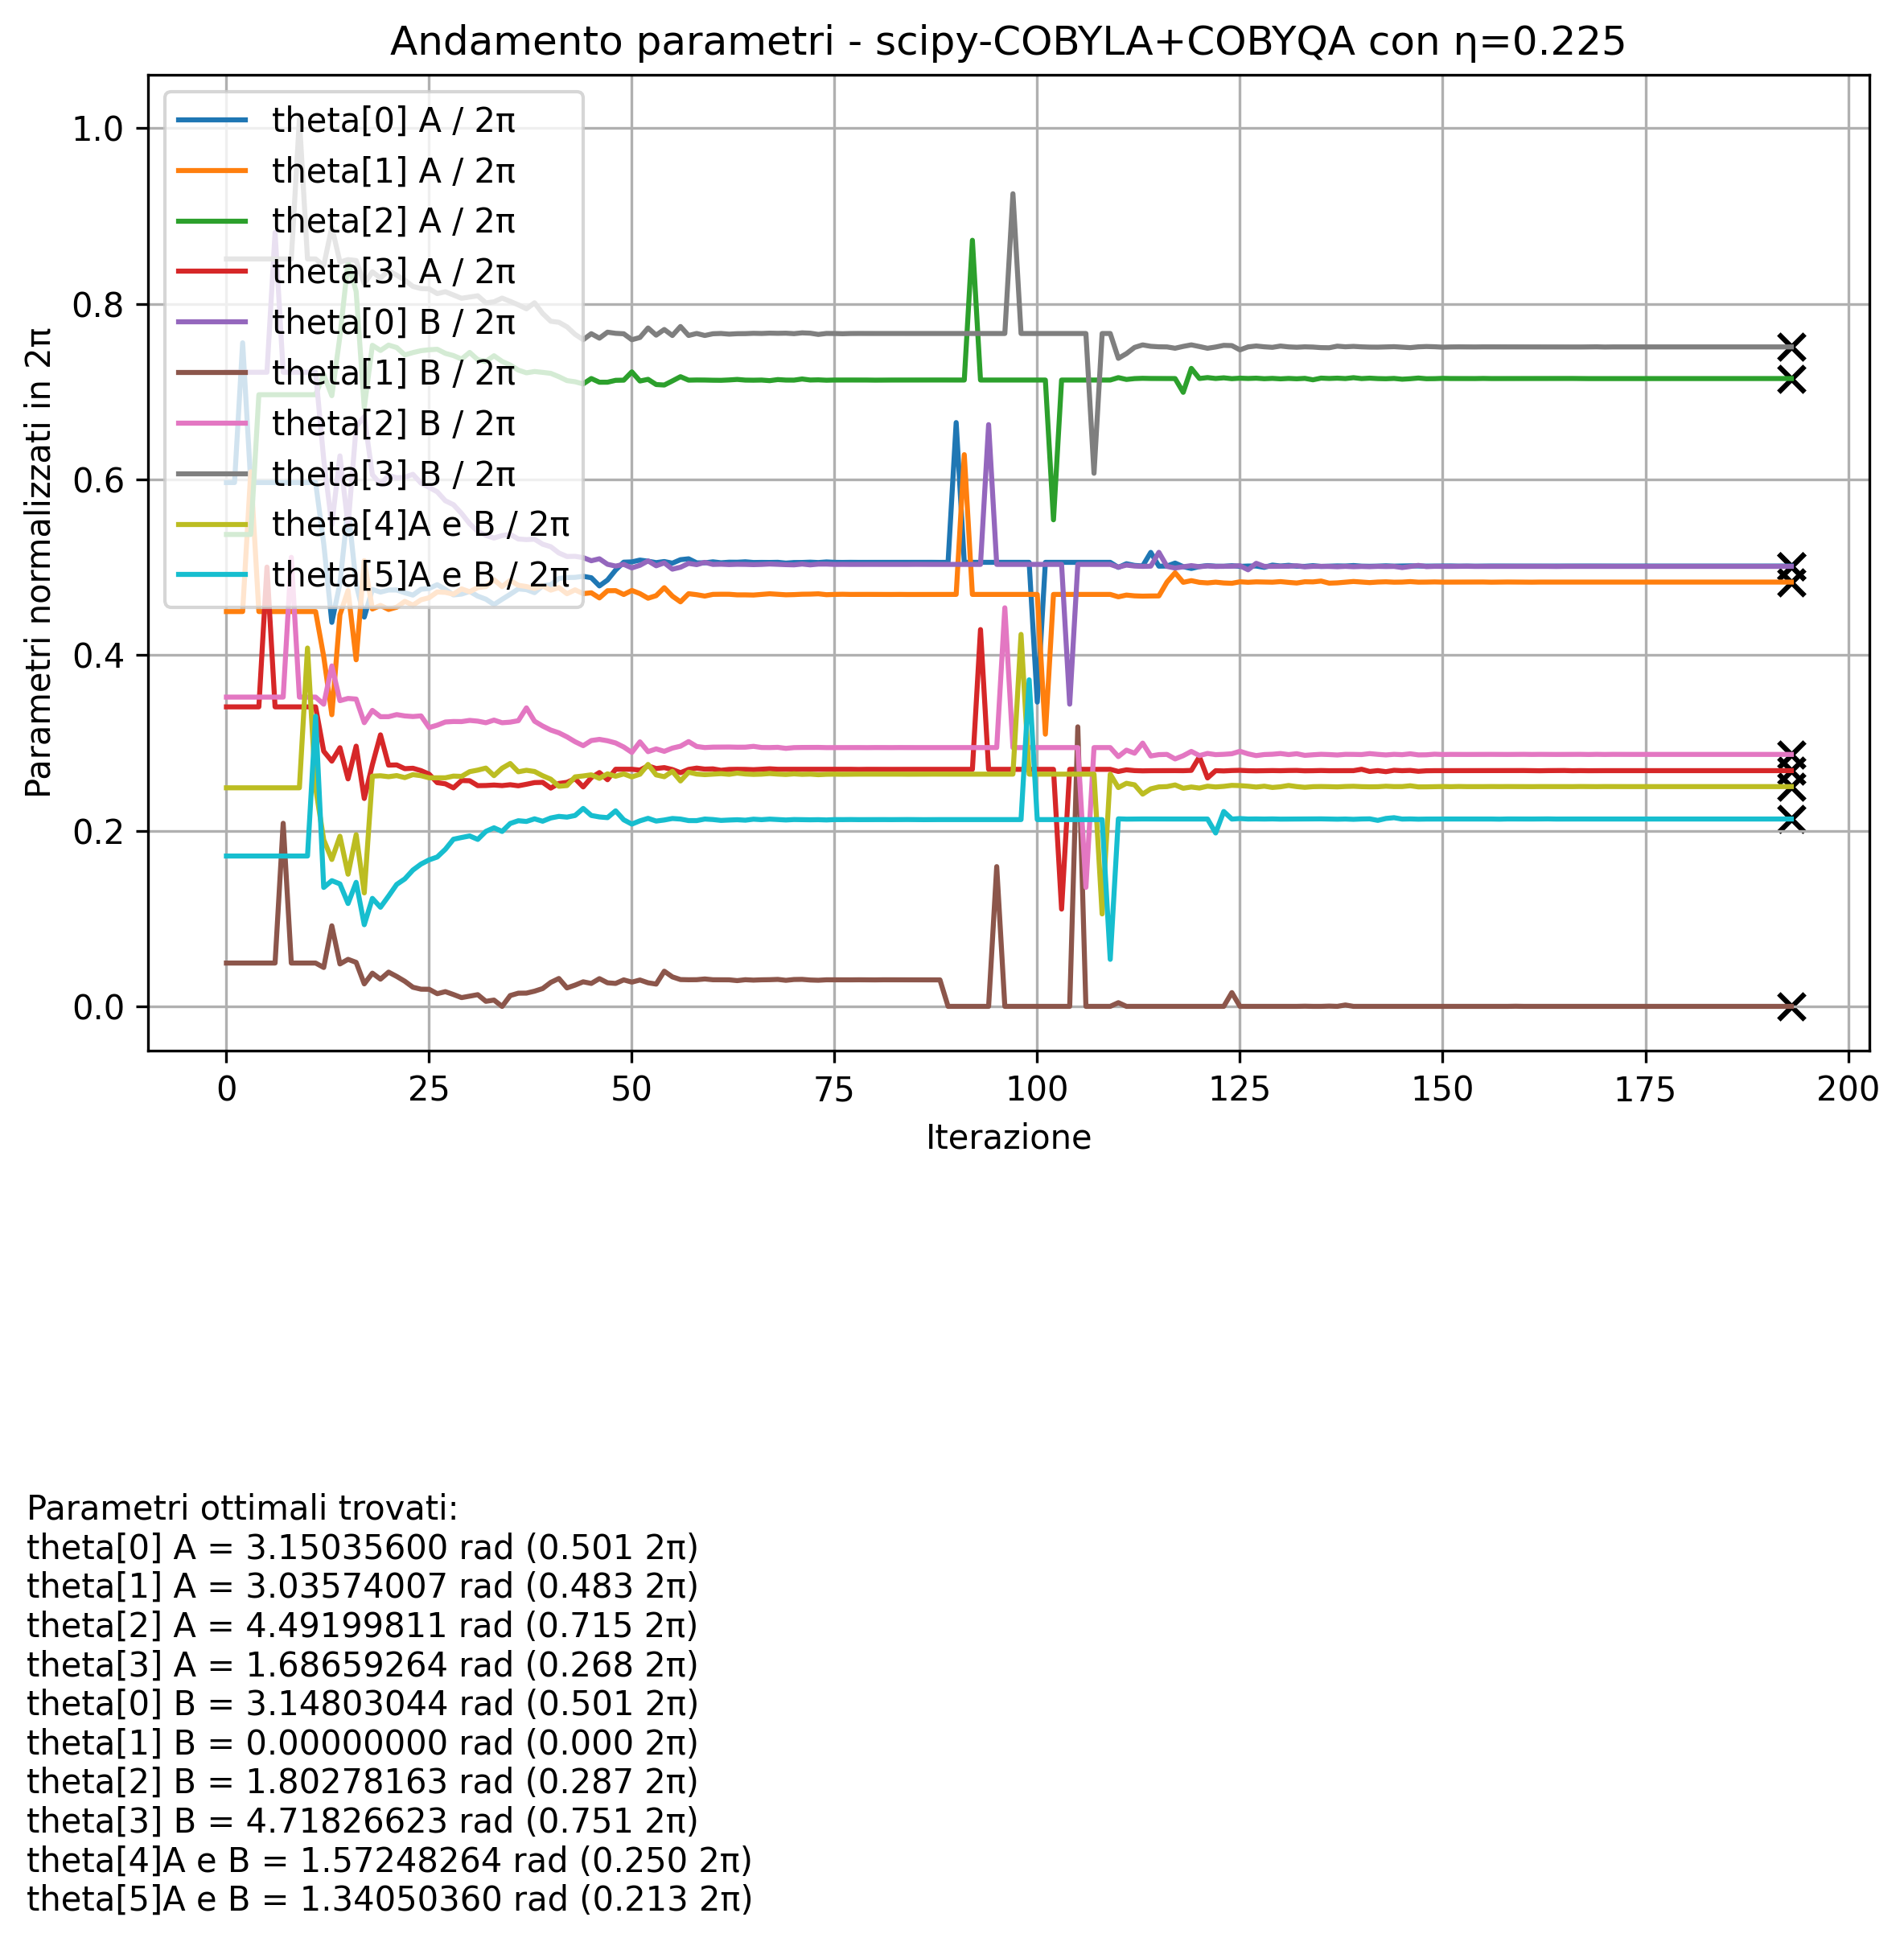 Andamento parametri - scipy-COBYLA+COBYQA con η=0.225
Parametri normalizzati in 2π
1.0
0.8
0.6
0.4
0.2
0.0
theta[0] A / 2π
theta[1] A / 2π
theta[2] A / 2π
theta[3] A / 2π
theta[0] B / 2π
theta[1] B / 2π
theta[2] B / 2π
theta[3] B / 2π
theta[4]A e B / 2π
theta[5]A e B / 2π
0 25 50 75 100 125 150 175 200
Iterazione
Parametri ottimali trovati:
theta[0] A = 3.15035600 rad (0.501 2π)
theta[1] A = 3.03574007 rad (0.483 2π)
theta[2] A = 4.49199811 rad (0.715 2π)
theta[3] A = 1.68659264 rad (0.268 2π)
theta[0] B = 3.14803044 rad (0.501 2π)
theta[1] B = 0.00000000 rad (0.000 2π)
theta[2] B = 1.80278163 rad (0.287 2π)
theta[3] B = 4.71826623 rad (0.751 2π)
theta[4]A e B = 1.57248264 rad (0.250 2π)
theta[5]A e B = 1.34050360 rad (0.213 2π)